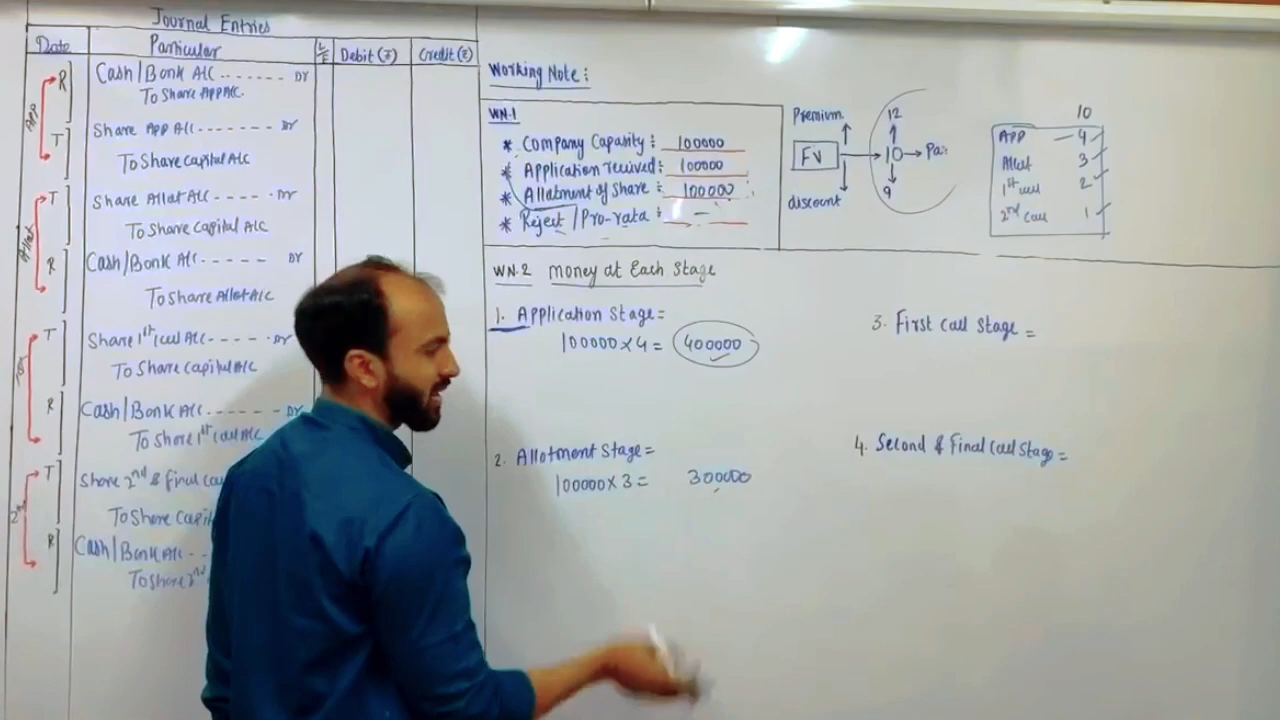 Journal Entries
Date Particular L/F Debit (₹) Credit (₹)
APP
R Cash/Bank A/c ....... Dr
To Share App A/c.
T Share App A/c ....... Dr
To Share capital A/c
Allot
T Share Allot A/c ---- Dr
To Share Capital A/c
R Cash/Bank A/c ----- Dr
To Share Allot A/c
T Share 1st call A/c ---- Dr
To Share Capital A/c
R Cash/Bank A/c ------ Dr
To Share 1st call A/c
2nd
T Share 2nd & Final
To Share
R Cash/Bank A/c --
To Share
Working Note:
WN.1
* Company Capacity: 100000
* Application recived: 100000
* Allotment of Share: 100000
* Reject/Pro-rata: —
Premium
12
FV 10 → Par
9
discount
10
APP — 4
Allot 3
1st call 2
2nd call 1
WN.2 Money at Each Stage
1. Application Stage=
100000 x 4 = 400000
2. Allotment Stage=
100000 x 3 = 300000
3. First Call Stage =
4. Second & Final Call Stage=